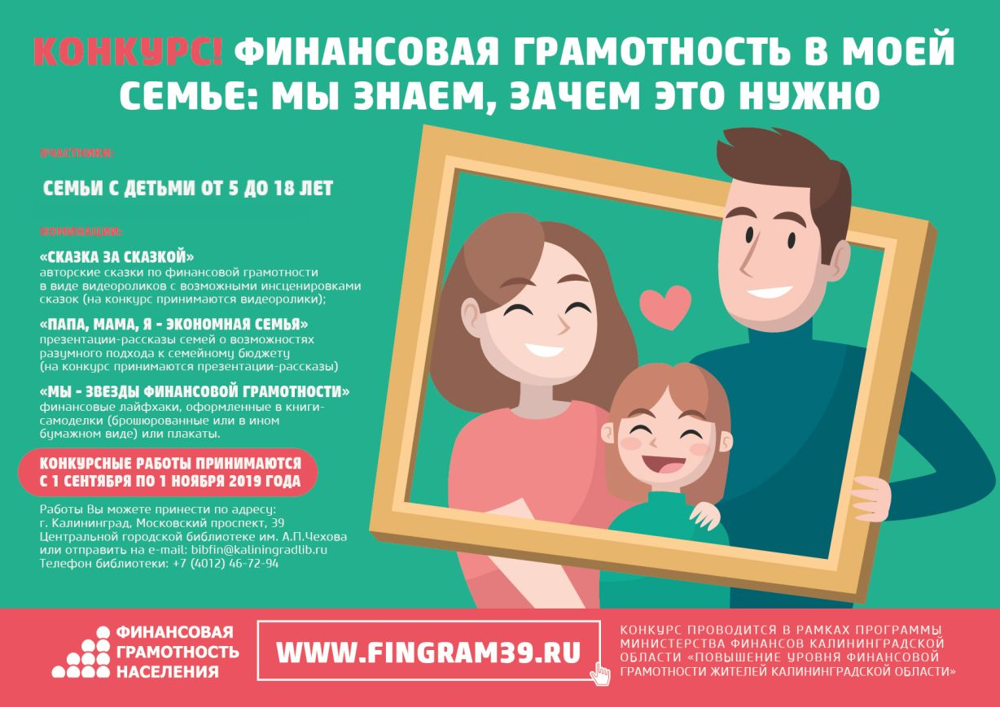 КОНКУРС! ФИНАНСОВАЯ ГРАМОТНОСТЬ В МОЕЙ
СЕМЬЕ: МЫ ЗНАЕМ, ЗАЧЕМ ЭТО НУЖНО
УЧАСТНИКИ:
СЕМЬИ С ДЕТЬМИ ОТ 5 ДО 18 ЛЕТ
НОМИНАЦИИ:
«СКАЗКА ЗА СКАЗКОЙ»
авторские сказки по финансовой грамотности
в виде видеороликов с возможными инсценировками
сказок (на конкурс принимаются видеоролики);
«ПАПА, МАМА, Я - ЭКОНОМНАЯ СЕМЬЯ»
презентации-рассказы семей о возможностях
разумного подхода к семейному бюджету
(на конкурс принимаются презентации-рассказы)
«МЫ - ЗВЕЗДЫ ФИНАНСОВОЙ ГРАМОТНОСТИ»
финансовые лайфхаки, оформленные в книги-
самоделки (брошюрованные или в ином
бумажном виде) или плакаты.
КОНКУРСНЫЕ РАБОТЫ ПРИНИМАЮТСЯ
С 1 СЕНТЯБРЯ ПО 1 НОЯБРЯ 2019 ГОДА
Работы Вы можете принести по адресу:
г. Калининград, Московский проспект, 39
Центральной городской библиотеке им. А.П.Чехова
или отправить на e-mail: bibfin@kaliningradlib.ru
Телефон библиотеки: +7 (4012) 46-72-94
ФИНАНСОВАЯ
ГРАМОТНОСТЬ
НАСЕЛЕНИЯ
WWW.FINGRAM39.RU
КОНКУРС ПРОВОДИТСЯ В РАМКАХ ПРОГРАММЫ
МИНИСТЕРСТВА ФИНАНСОВ КАЛИНИНГРАДСКОЙ
ОБЛАСТИ «ПОВЫШЕНИЕ УРОВНЯ ФИНАНСОВОЙ
ГРАМОТНОСТИ ЖИТЕЛЕЙ КАЛИНИНГРАДСКОЙ ОБЛАСТИ»